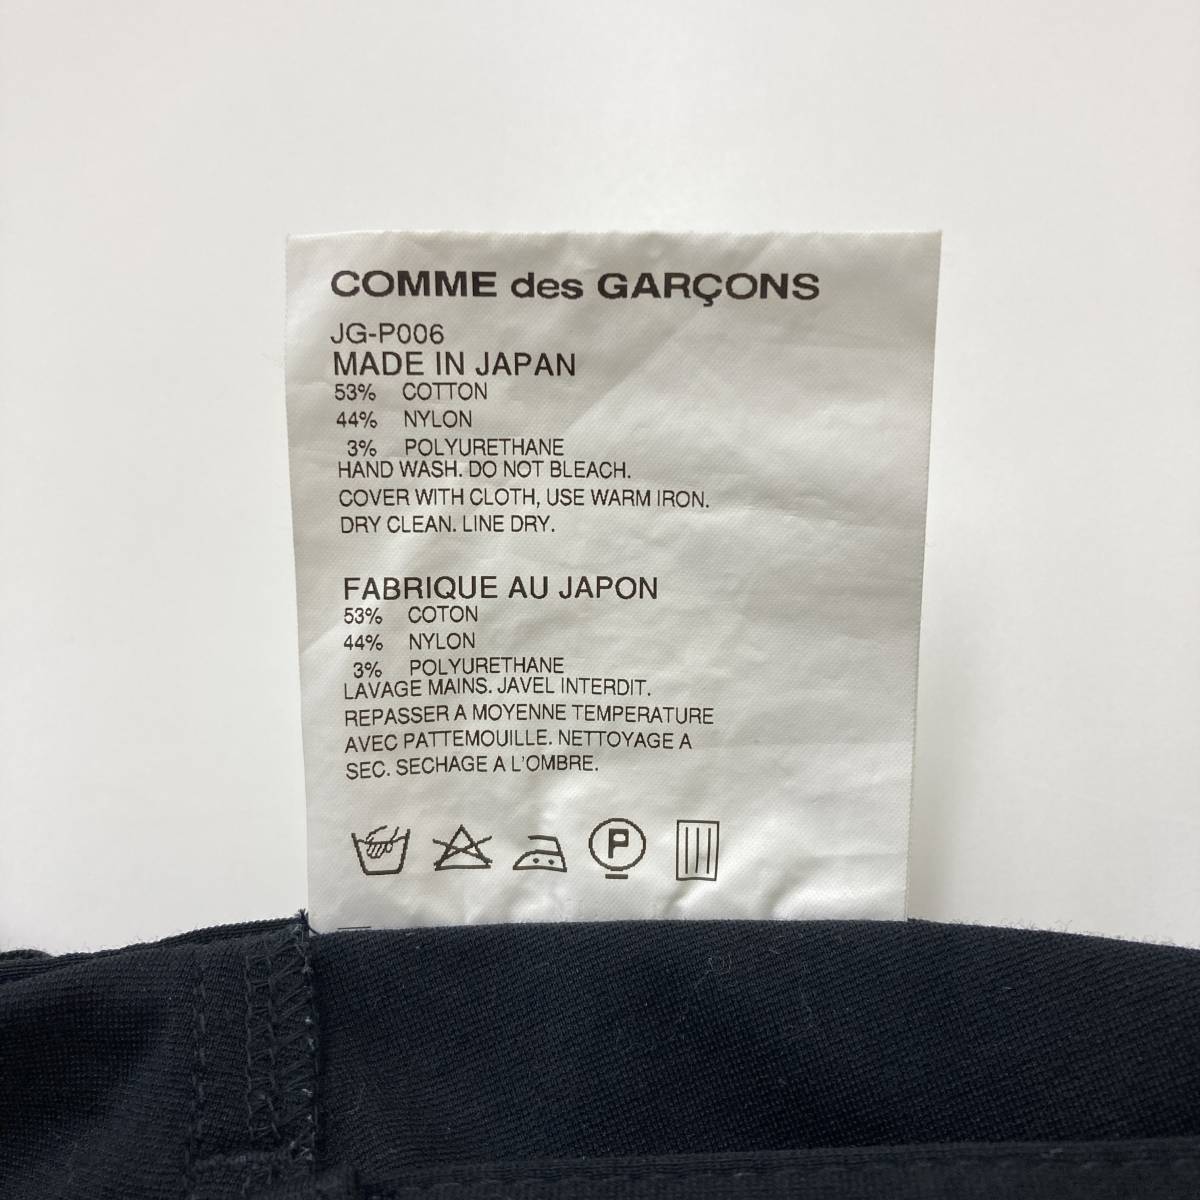 COMME des GARÇONS
JG-P006
MADE IN JAPAN
53% COTTON
44% NYLON
3% POLYURETHANE
HAND WASH. DO NOT BLEACH.
COVER WITH CLOTH, USE WARM IRON.
DRY CLEAN. LINE DRY.
FABRIQUE AU JAPON
53% COTON
44% NYLON
3% POLYURETHANE
LAVAGE MAINS. JAVEL INTERDIT.
REPASSER A MOYENNE TEMPERATURE
AVEC PATTEMOUILLE. NETTOYAGE A
SEC. SECHAGE A L'OMBRE.
P